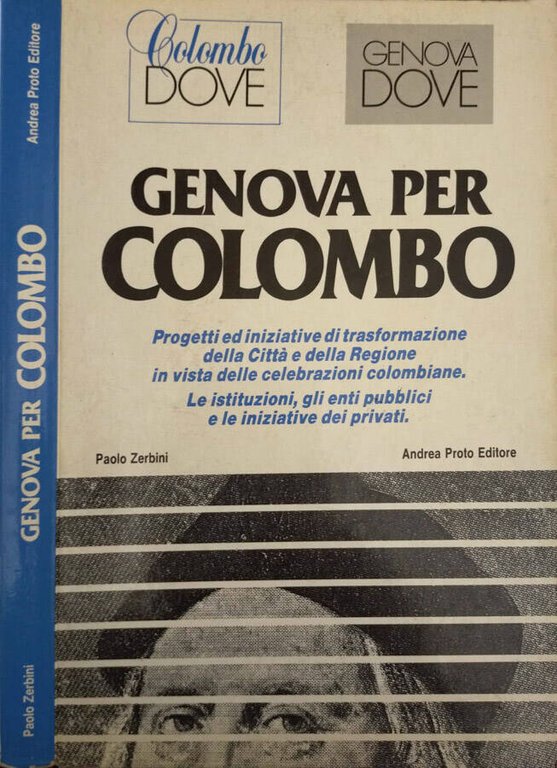 Andrea Proto Editore
GENOVA PER COLOMBO
Paolo Zerbini
Colombo
DOVE
GENOVA
DOVE
GENOVA PER
COLOMBO
Progetti ed iniziative di trasformazione
della Città e della Regione
in vista delle celebrazioni colombiane.
Le istituzioni, gli enti pubblici
e le iniziative dei privati.
Paolo Zerbini
Andrea Proto Editore